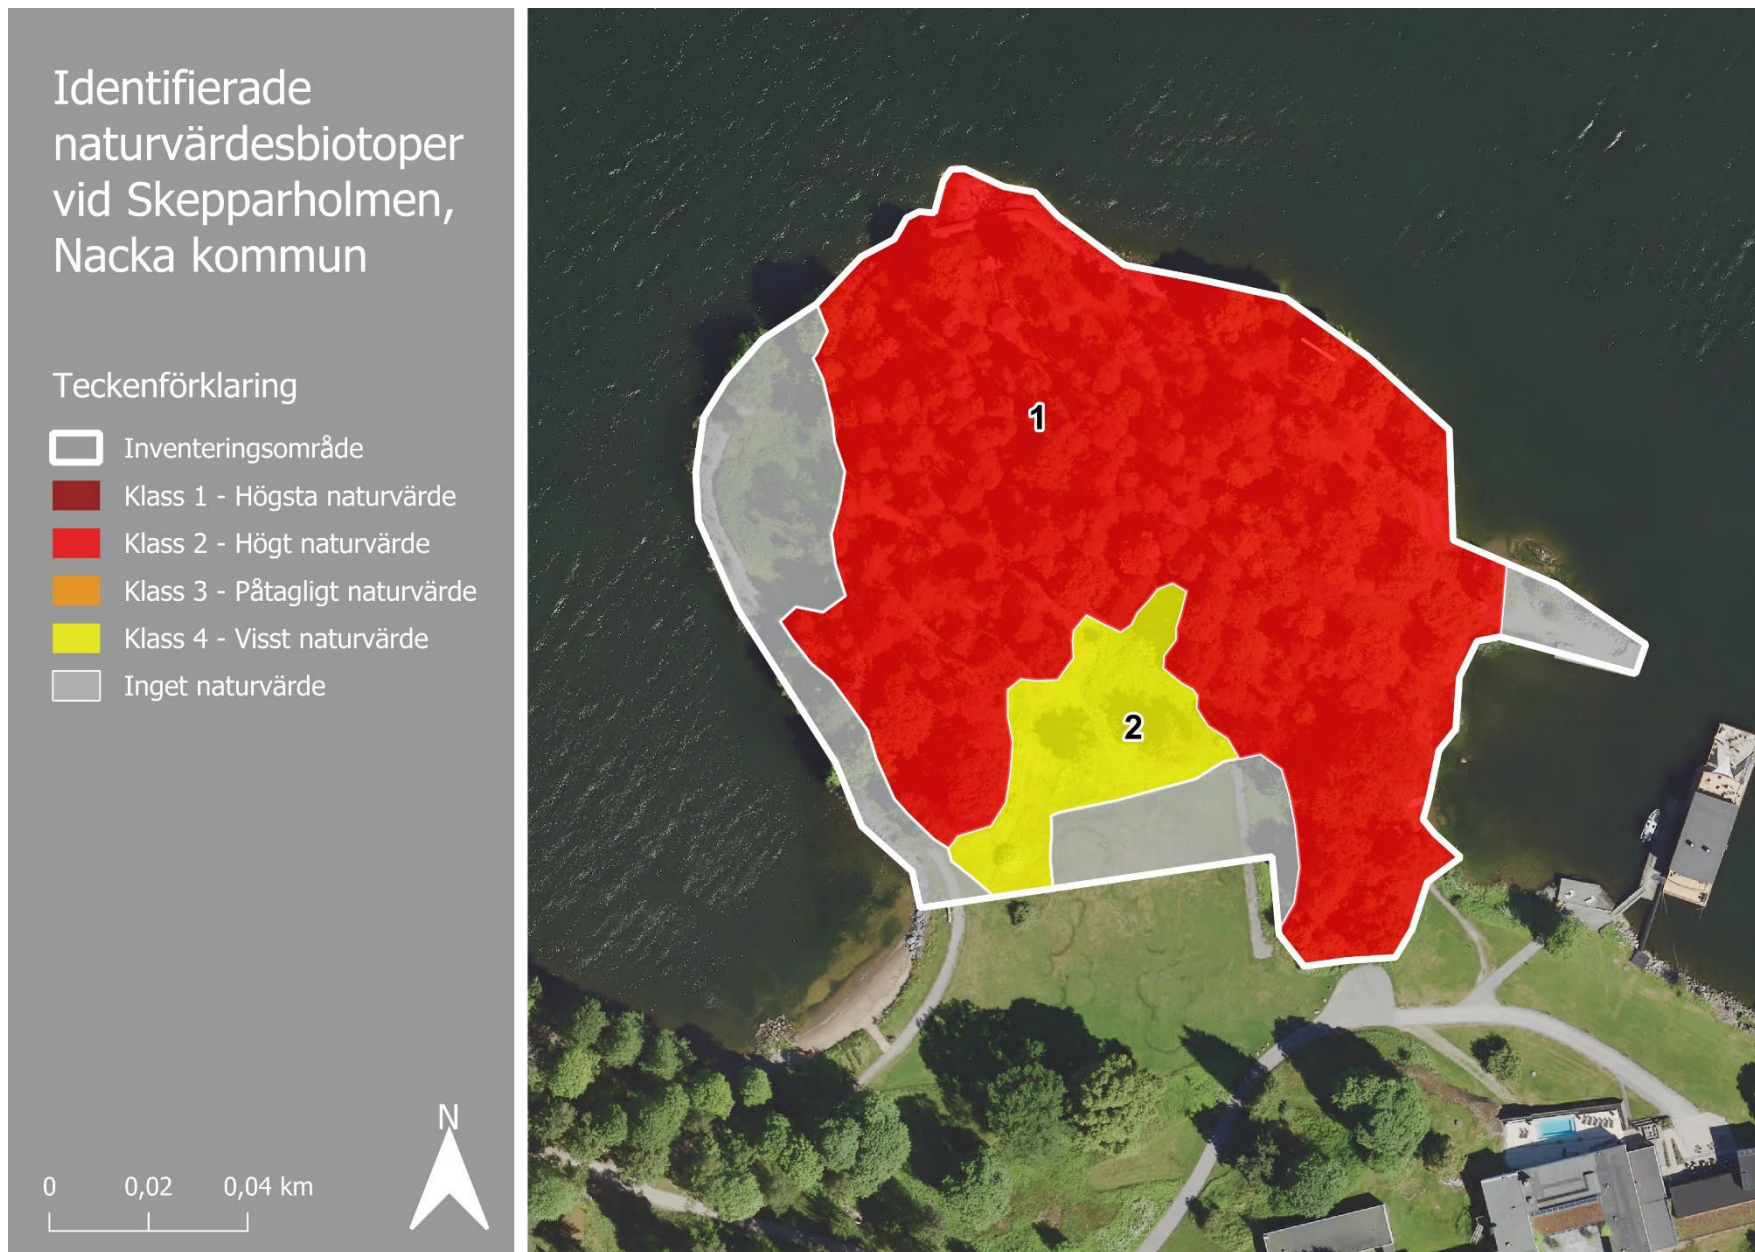 Identifierade
naturvärdesbiotoper
vid Skepparholmen,
Nacka kommun
Teckenförklaring
Inventeringsområde
Klass 1 - Högsta naturvärde
Klass 2 - Högt naturvärde
Klass 3 - Påtagligt naturvärde
Klass 4 - Visst naturvärde
Inget naturvärde
N
0 0,02 0,04 km
1
2